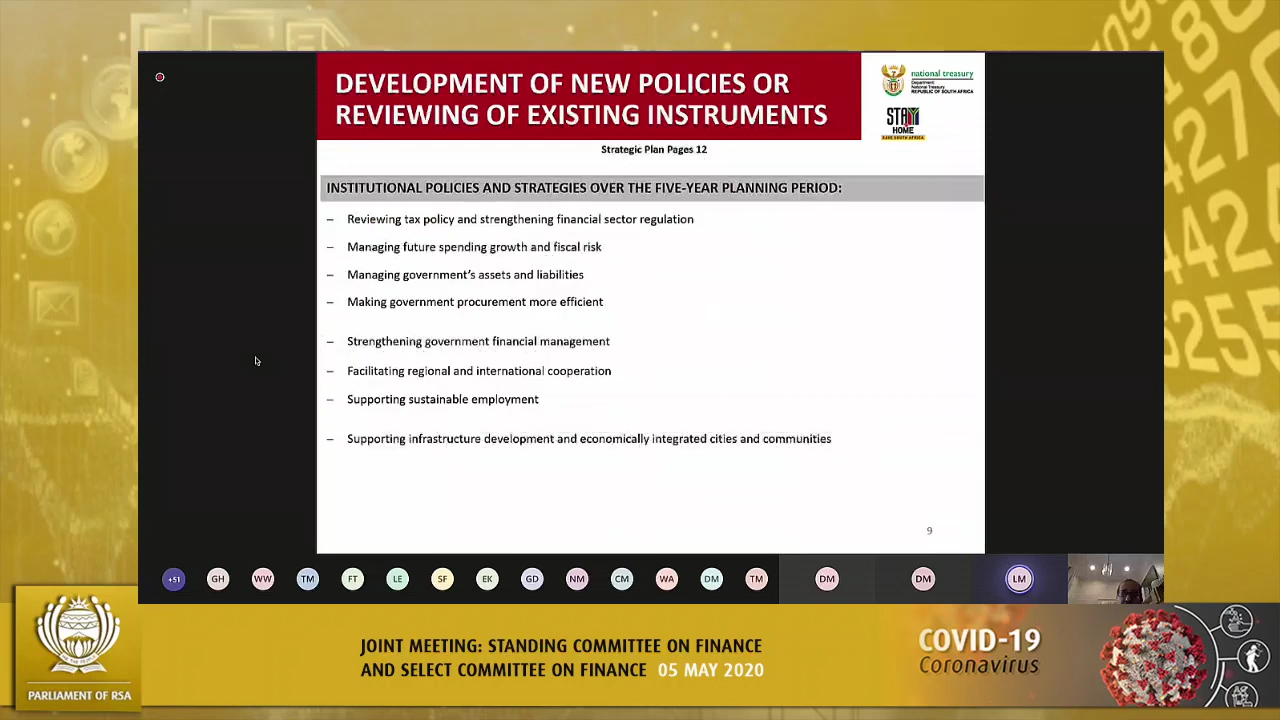 DEVELOPMENT OF NEW POLICIES OR
REVIEWING OF EXISTING INSTRUMENTS
national treasury
Department:
National Treasury
REPUBLIC OF SOUTH AFRICA
STAY
HOME
SAVE SOUTH AFRICA
Strategic Plan Pages 12
INSTITUTIONAL POLICIES AND STRATEGIES OVER THE FIVE-YEAR PLANNING PERIOD:
– Reviewing tax policy and strengthening financial sector regulation
– Managing future spending growth and fiscal risk
– Managing government's assets and liabilities
– Making government procurement more efficient
– Strengthening government financial management
– Facilitating regional and international cooperation
– Supporting sustainable employment
– Supporting infrastructure development and economically integrated cities and communities
9
+51 GH WW TM FT LE SF EK GD NM CM WA DM TM DM DM LM
PARLIAMENT OF RSA
JOINT MEETING: STANDING COMMITTEE ON FINANCE
AND SELECT COMMITTEE ON FINANCE 05 MAY 2020
COVID-19
Coronavirus